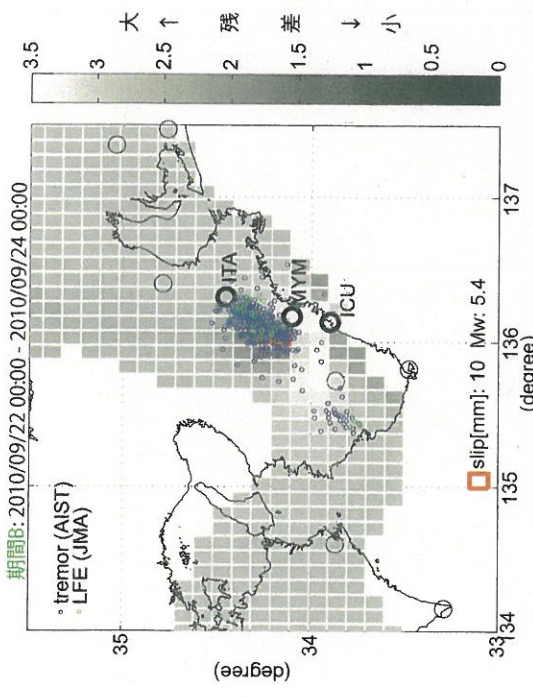 期間B: 2010/09/22 00:00 - 2010/09/24 00:00
tremor (AIST)
LFE (JMA)
35
34
33
(degree)
134
135
136
137
(degree)
ITA
MYM
ICU
slip[mm]: 10 Mw: 5.4
3.5
3
2.5
2
1.5
1
0.5
0
大
↑
残
差
↓
小